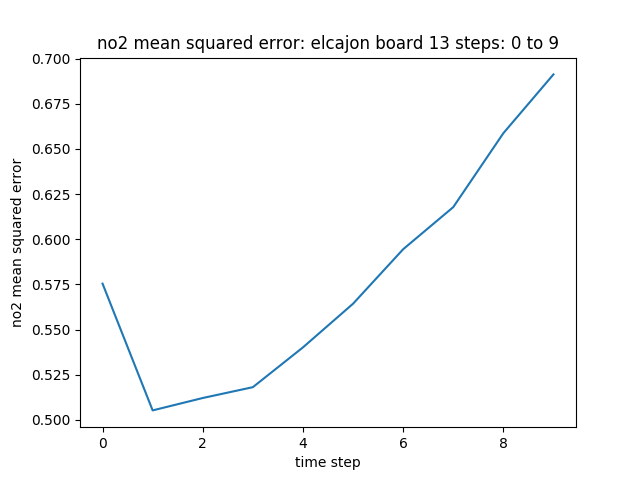 no2 mean squared error: elcajon board 13 steps: 0 to 9
no2 mean squared error
0.700
0.675
0.650
0.625
0.600
0.575
0.550
0.525
0.500
0 2 4 6 8
time step